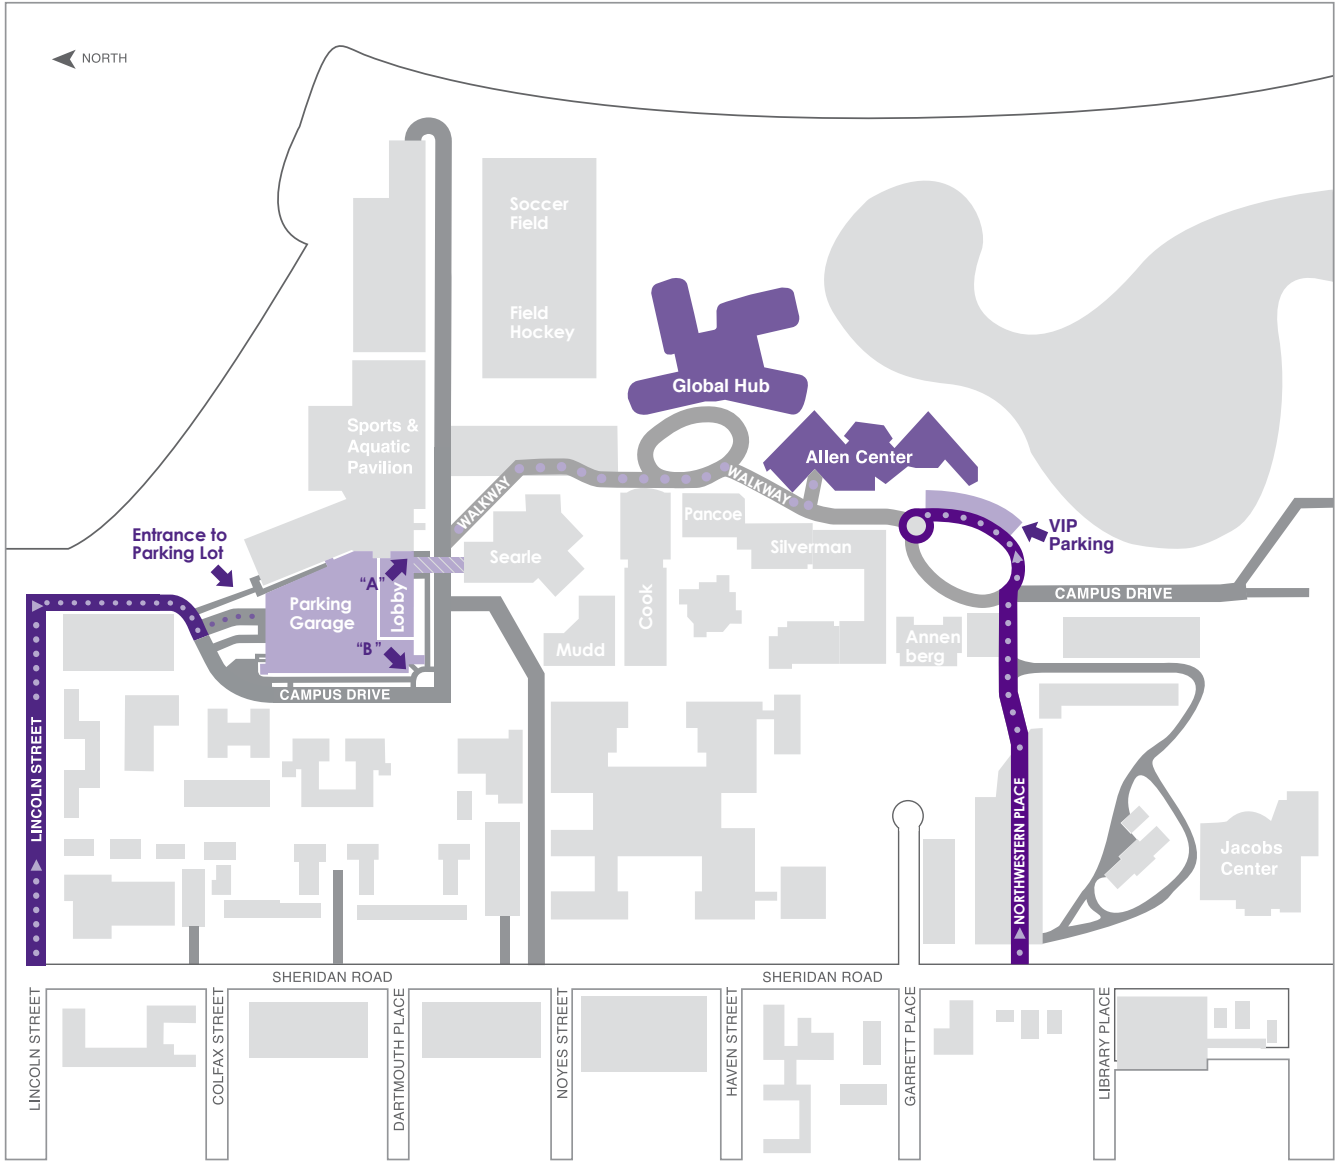 NORTH
Soccer
Field
Field
Hockey
Global Hub
Sports &
Aquatic
Pavilion
Allen Center
WALKWAY
WALKWAY
Pancoe
VIP
Parking
Entrance to
Parking Lot
Searle
Silverman
"A"
Lobby
Parking
Garage
Cook
CAMPUS DRIVE
"B"
Mudd
Annen
berg
CAMPUS DRIVE
LINCOLN STREET
NORTHWESTERN PLACE
Jacobs
Center
SHERIDAN ROAD
SHERIDAN ROAD
LINCOLN STREET
COLFAX STREET
DARTMOUTH PLACE
NOYES STREET
HAVEN STREET
GARRETT PLACE
LIBRARY PLACE